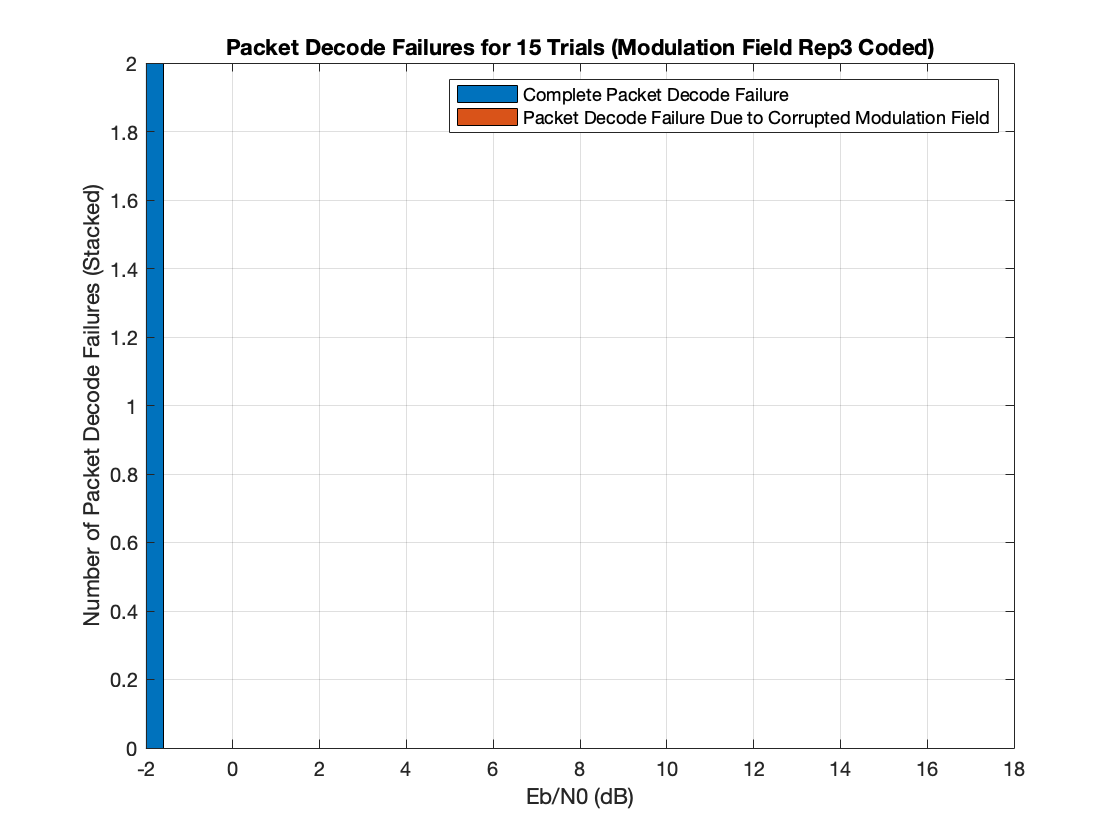 Packet Decode Failures for 15 Trials (Modulation Field Rep3 Coded)
Complete Packet Decode Failure
Packet Decode Failure Due to Corrupted Modulation Field
Number of Packet Decode Failures (Stacked)
2
1.8
1.6
1.4
1.2
1
0.8
0.6
0.4
0.2
0
-2 0 2 4 6 8 10 12 14 16 18
Eb/N0 (dB)